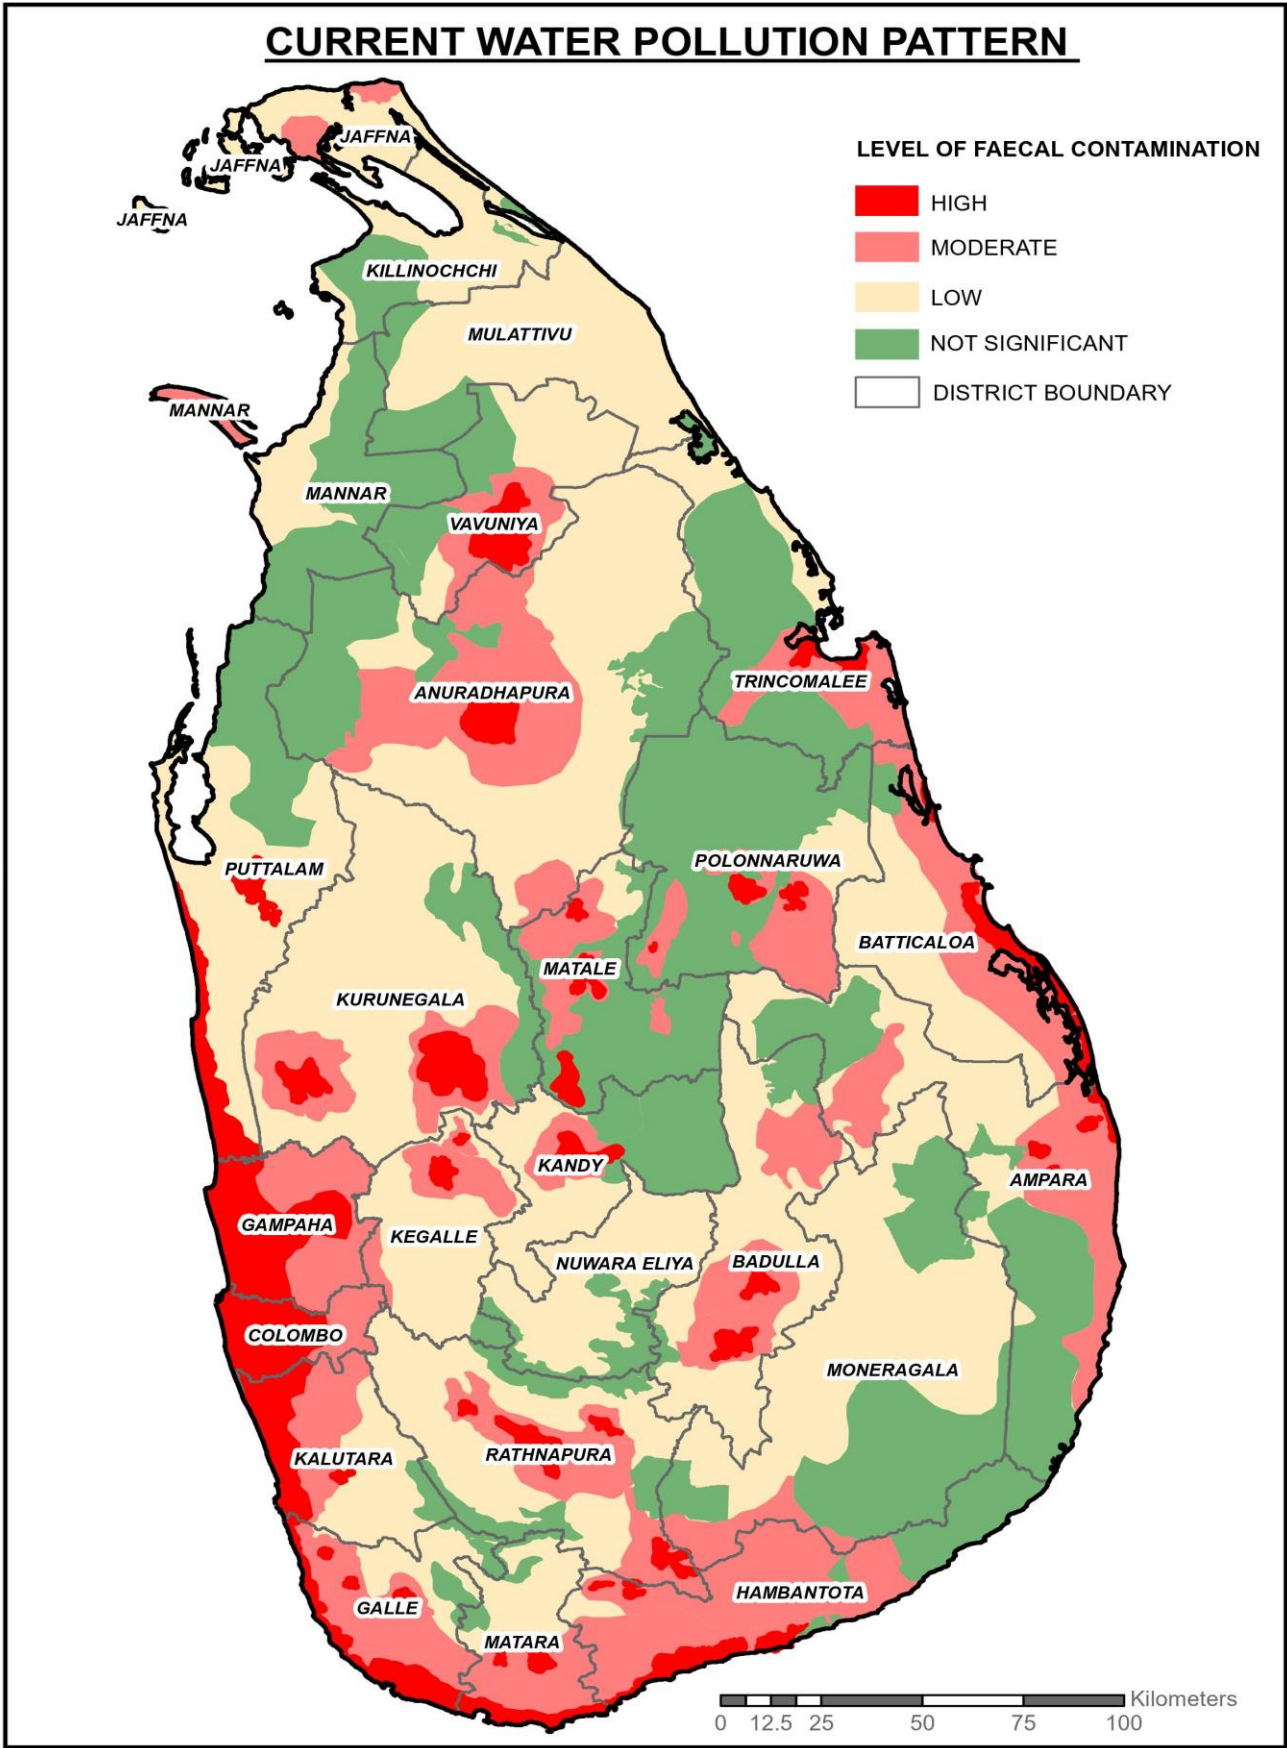 CURRENT WATER POLLUTION PATTERN
LEVEL OF FAECAL CONTAMINATION
HIGH
MODERATE
LOW
NOT SIGNIFICANT
DISTRICT BOUNDARY
JAFFNA
JAFFNA
JAFFNA
KILLINOCHCHI
MULATTIVU
MANNAR
MANNAR
VAVUNIYA
ANURADHAPURA
TRINCOMALEE
PUTTALAM
POLONNARUWA
BATTICALOA
MATALE
KURUNEGALA
KANDY
AMPARA
GAMPAHA
KEGALLE
NUWARA ELIYA
BADULLA
COLOMBO
MONERAGALA
KALUTARA
RATHNAPURA
HAMBANTOTA
GALLE
MATARA
Kilometers
0 12.5 25 50 75 100